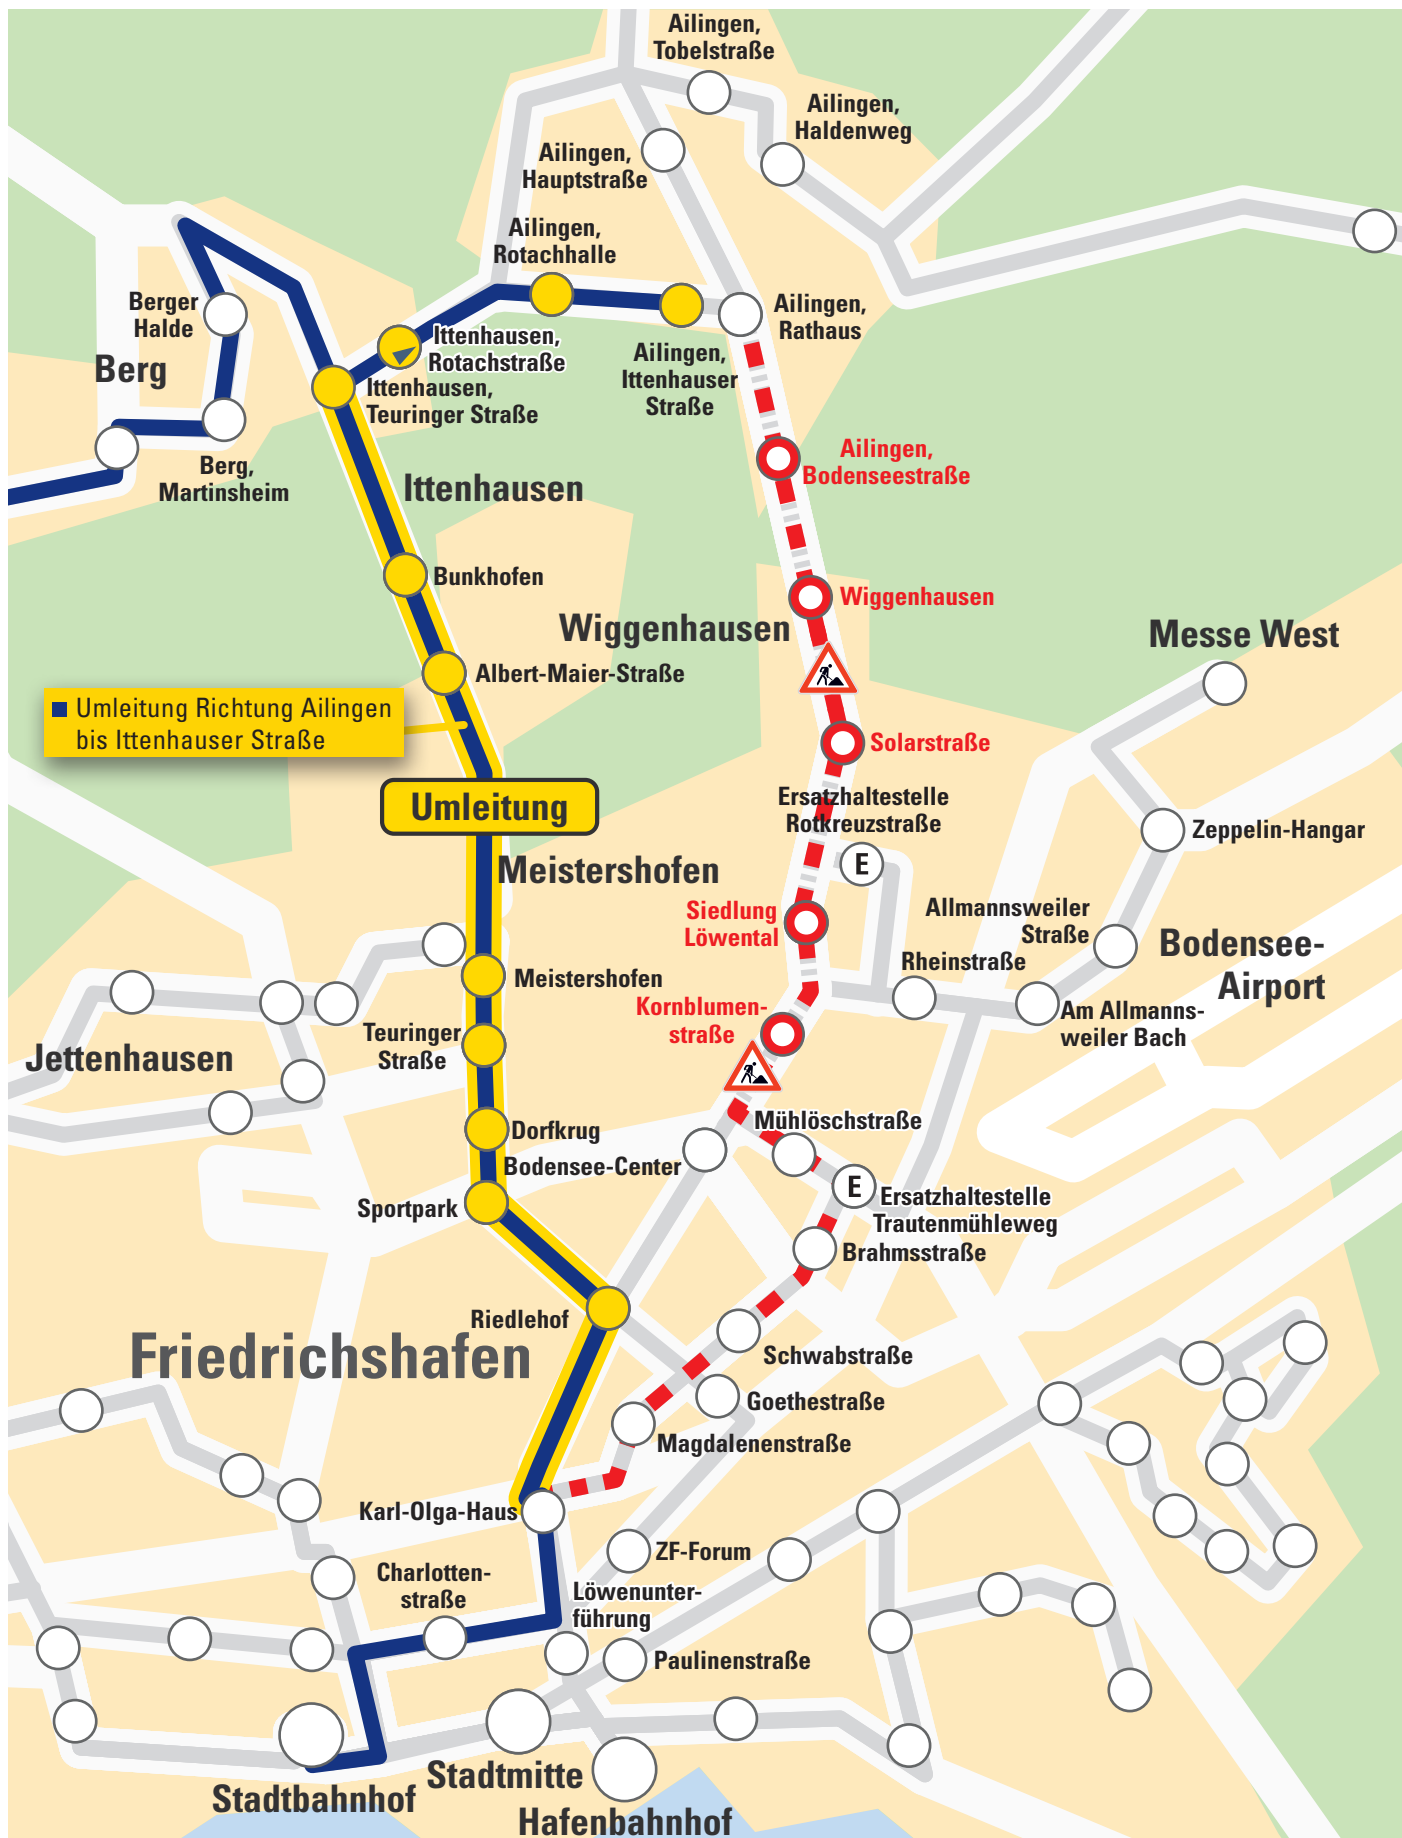 Ailingen,
Tobelstraße
Ailingen,
Haldenweg
Ailingen,
Hauptstraße
Ailingen,
Rotachhalle
Berger
Halde
Ailingen,
Rathaus
Ittenhausen,
Rotachstraße
Berg
Ailingen,
Ittenhauser
Straße
Ittenhausen,
Teuringer Straße
Ailingen,
Bodenseestraße
Berg,
Martinsheim
Ittenhausen
Bunkhofen
Wiggenhausen
Wiggenhausen
Messe West
Albert-Maier-Straße
Umleitung Richtung Ailingen
bis Ittenhauser Straße
Solarstraße
Umleitung
Ersatzhaltestelle
Rotkreuzstraße
Zeppelin-Hangar
E
Meistershofen
Siedlung
Löwental
Allmannsweiler
Straße
Bodensee-
Airport
Rheinstraße
Meistershofen
Kornblumen-
straße
Am Allmanns-
weiler Bach
Teuringer
Straße
Jettenhausen
Mühlöschstraße
Dorfkrug
Bodensee-Center
E
Ersatzhaltestelle
Trautenmühleweg
Sportpark
Brahmsstraße
Riedlehof
Friedrichshafen
Schwabstraße
Goethestraße
Magdalenenstraße
Karl-Olga-Haus
ZF-Forum
Charlotten-
straße
Löwenunter-
führung
Paulinenstraße
Stadtmitte
Stadtbahnhof
Hafenbahnhof